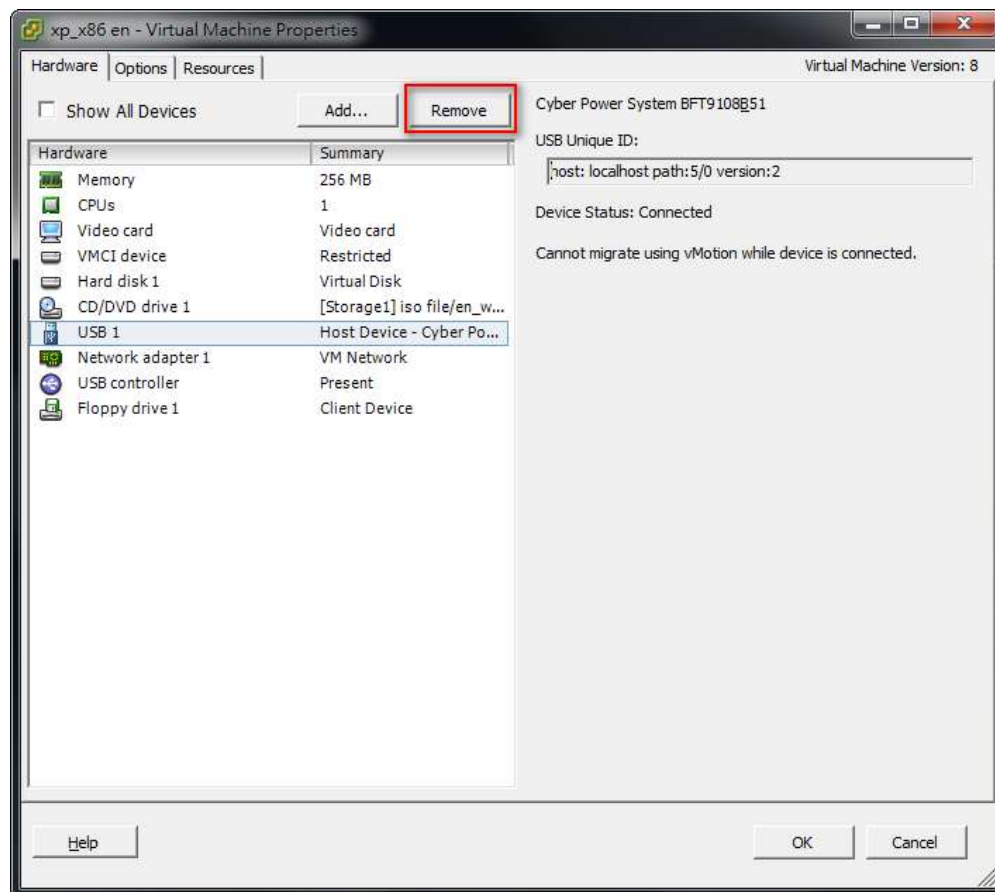 xp_x86 en - Virtual Machine Properties
Hardware Options Resources Virtual Machine Version: 8
Show All Devices Add... Remove
Hardware Summary
Memory 256 MB
CPUs 1
Video card Video card
VMCI device Restricted
Hard disk 1 Virtual Disk
CD/DVD drive 1 [Storage1] iso file/en_w...
USB 1 Host Device - Cyber Po...
Network adapter 1 VM Network
USB controller Present
Floppy drive 1 Client Device
Cyber Power System BFT9108B51
USB Unique ID:
host: localhost path:5/0 version:2
Device Status: Connected
Cannot migrate using vMotion while device is connected.
Help OK Cancel